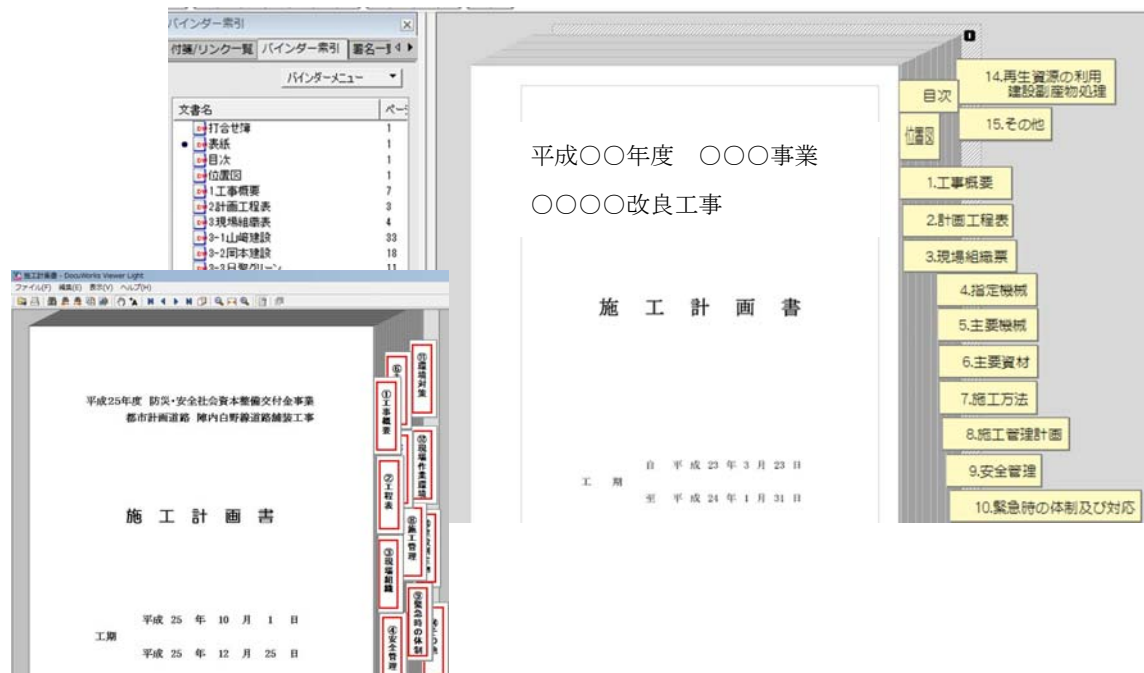 バインダー索引
付箋/リンク一覧 バインダー索引
バインダーメニュー
文書名
打合せ簿 1
表紙 1
目次 1
位置図 1
1工事概要 7
2計画工程表 3
3現場組織表 4
3-1山崎建設 33
3-2岡本建設 18
平成〇〇年度 〇〇〇事業
〇〇〇〇改良工事
施 工 計 画 書
工 期
自 平 成 23 年 3 月 23 日
至 平 成 24 年 1 月 31 日
目次
位置図
14.再生資源の利用
建設副産物処理
15.その他
1.工事概要
2.計画工程表
3.現場組織票
4.指定機械
5.主要機械
6.主要資材
7.施工方法
8.施工管理計画
9.安全管理
10.緊急時の体制及び対応
施工計画書 - DocuWorks Viewer Light
ファイル(F) 編集(E) 表示(V) ヘルプ(H)
平成25年度 防災・安全社会資本整備交付金事業
都市計画道路 陣内白野線道路舗装工事
施 工 計 画 書
工期
平成 25 年 10 月 1 日
平成 25 年 12 月 25 日
①工事概要
②工程表
③現場組織
④安全管理
⑪環境対策
⑫現場作業環境
⑧施工管理
⑨緊急時の体制